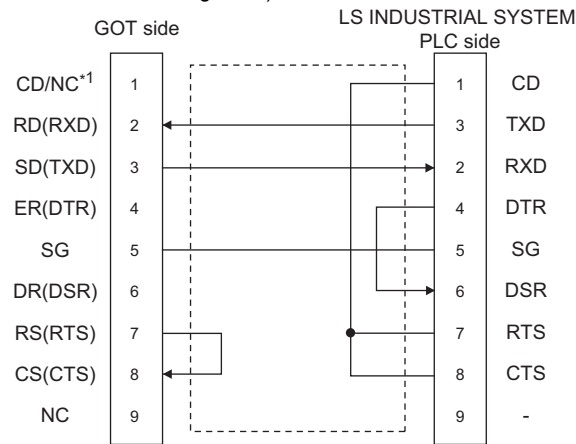 GOT side
LS INDUSTRIAL SYSTEM
PLC side
CD/NC*1 1 1 CD
RD(RXD) 2 3 TXD
SD(TXD) 3 2 RXD
ER(DTR) 4 4 DTR
SG 5 5 SG
DR(DSR) 6 6 DSR
RS(RTS) 7 7 RTS
CS(CTS) 8 8 CTS
NC 9 9 -